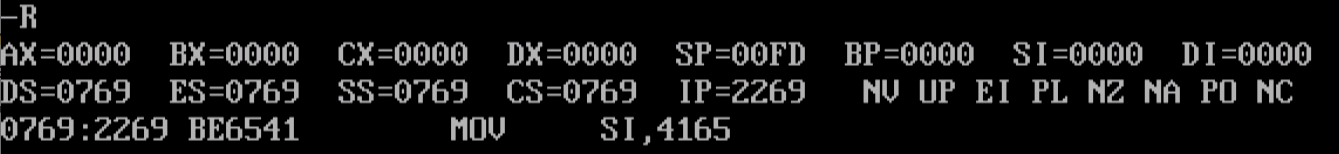 -R
AX=0000  BX=0000  CX=0000  DX=0000  SP=00FD  BP=0000  SI=0000  DI=0000
DS=0769  ES=0769  SS=0769  CS=0769  IP=2269   NV UP EI PL NZ NA PO NC
0769:2269 BE6541        MOV     SI,4165